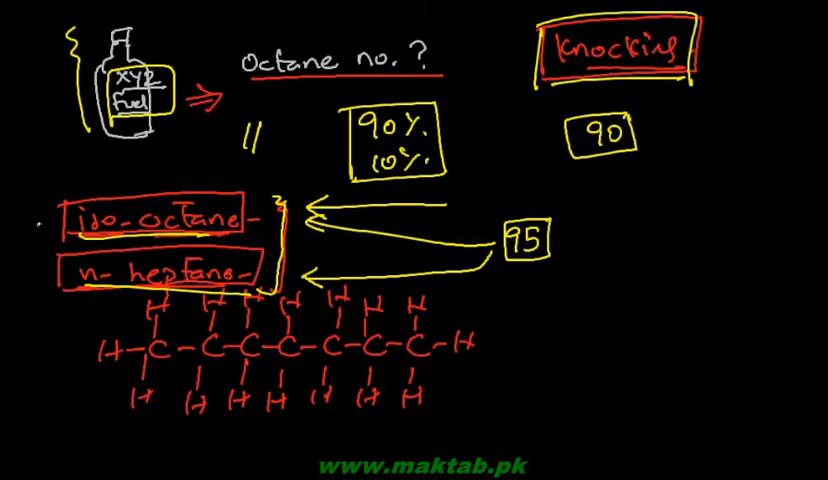 Octane no. ?
Knocking
XYZ
Fuel
90%.
10%.
90
iso-octane-
95
n-heptane-
H H H H H H H
H-C-C-C-C-C-C-C-H
H H H H H H H
www.maktab.pk